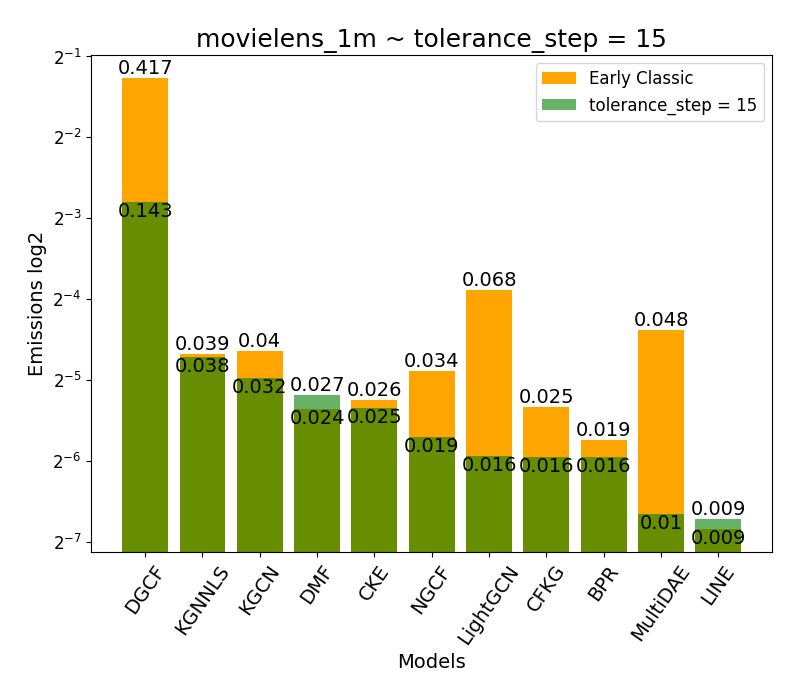 movielens_1m ~ tolerance_step = 15
Early Classic
tolerance_step = 15
Emissions log2
2⁻¹
2⁻²
2⁻³
2⁻⁴
2⁻⁵
2⁻⁶
2⁻⁷
0.417
0.143
0.039
0.038
0.04
0.032
0.027
0.024
0.026
0.025
0.034
0.019
0.068
0.016
0.025
0.016
0.019
0.016
0.048
0.01
0.009
0.009
DGCF
KGNNLS
KGCN
DMF
CKE
NGCF
LightGCN
CFKG
BPR
MultiDAE
LINE
Models